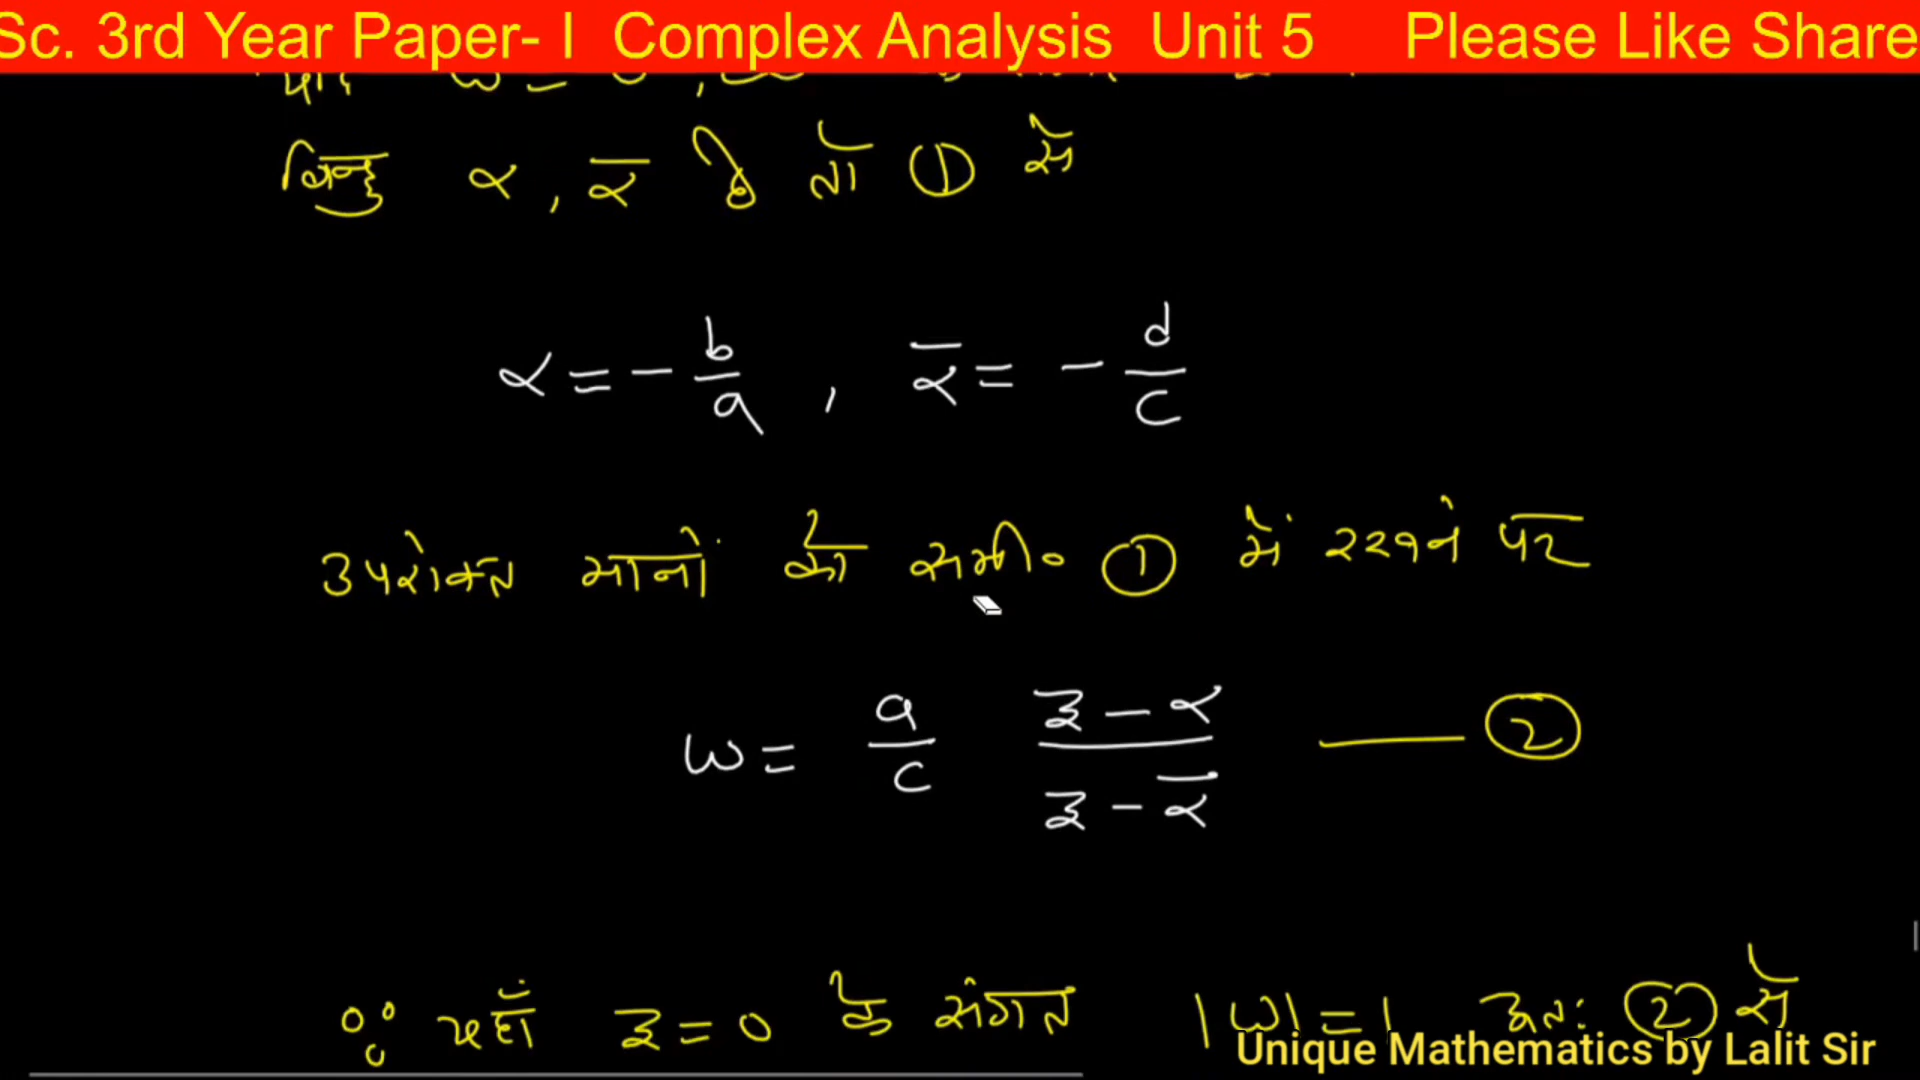 Sc. 3rd Year Paper- I Complex Analysis Unit 5 Please Like Share
बिन्दु α, ᾱ है तो ① से
α = - b/a , ᾱ = - d/c
उपरोक्त मानों को समी० ① में रखने पर
w = a/c (z - α)/(z - ᾱ) —— ②
∵ यहाँ z = 0 के संगत |w| = 1 अतः ② से
Unique Mathematics by Lalit Sir